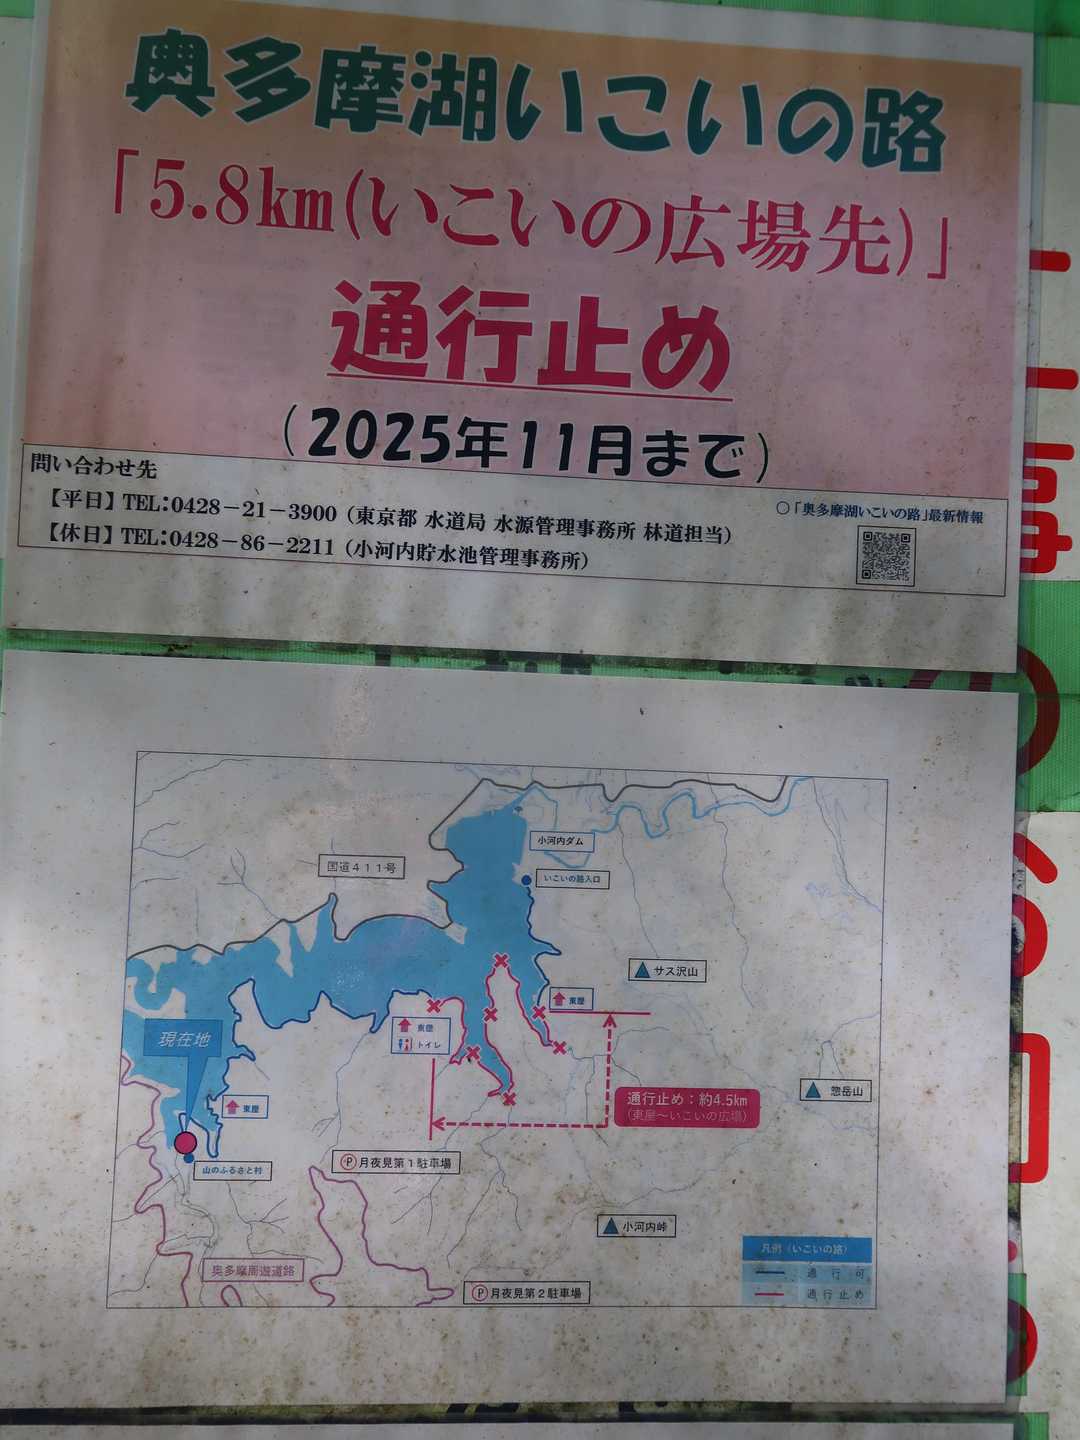 奥多摩湖いこいの路
「5.8km(いこいの広場先)」
通行止め
(2025年11月まで)
問い合わせ先
【平日】TEL:0428-21-3900（東京都 水道局 水源管理事務所 林道担当）
【休日】TEL:0428-86-2211（小河内貯水池管理事務所）
○「奥多摩湖いこいの路」最新情報
小河内ダム
国道411号
いこいの路入口
サス沢山
東屋
東屋
トイレ
現在地
惣岳山
通行止め：約4.5km
（東屋～いこいの広場）
東屋
月夜見第1駐車場
山のふるさと村
小河内峠
奥多摩周遊道路
月夜見第2駐車場
凡例（いこいの路）
通行可
通行止め